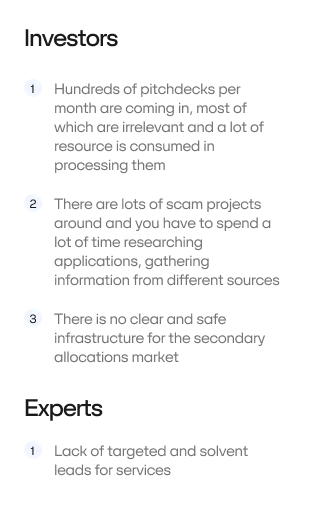 Investors
1 Hundreds of pitchdecks per
month are coming in, most of
which are irrelevant and a lot of
resource is consumed in
processing them
2 There are lots of scam projects
around and you have to spend a
lot of time researching
applications, gathering
information from different sources
3 There is no clear and safe
infrastructure for the secondary
allocations market
Experts
1 Lack of targeted and solvent
leads for services